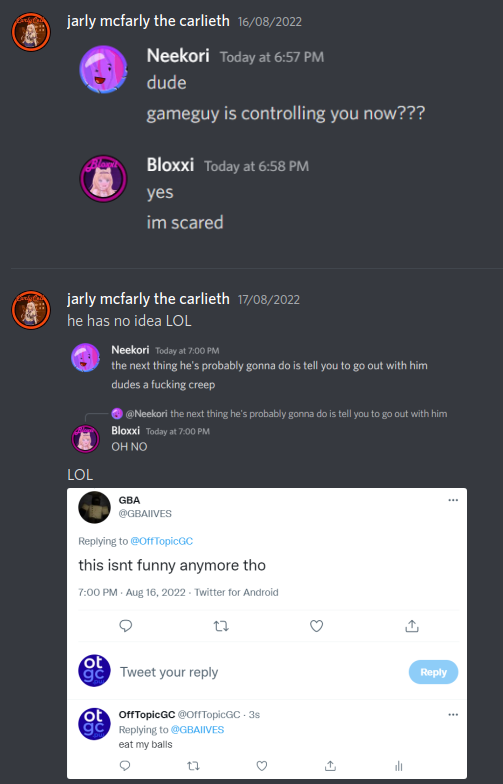 jarly mcfarly the carlieth 16/08/2022
Neekori Today at 6:57 PM
dude
gameguy is controlling you now???
Bloxxi Today at 6:58 PM
yes
im scared
jarly mcfarly the carlieth 17/08/2022
he has no idea LOL
Neekori Today at 7:00 PM
the next thing he's probably gonna do is tell you to go out with him
dudes a fucking creep
@Neekori the next thing he's probably gonna do is tell you to go out with him
Bloxxi Today at 7:00 PM
OH NO
LOL
GBA
@GBAIIVES
Replying to @OffTopicGC
this isnt funny anymore tho
7:00 PM · Aug 16, 2022 · Twitter for Android
otgc
Tweet your reply
Reply
otgc
OffTopicGC @OffTopicGC · 3s
Replying to @GBAIIVES
eat my balls